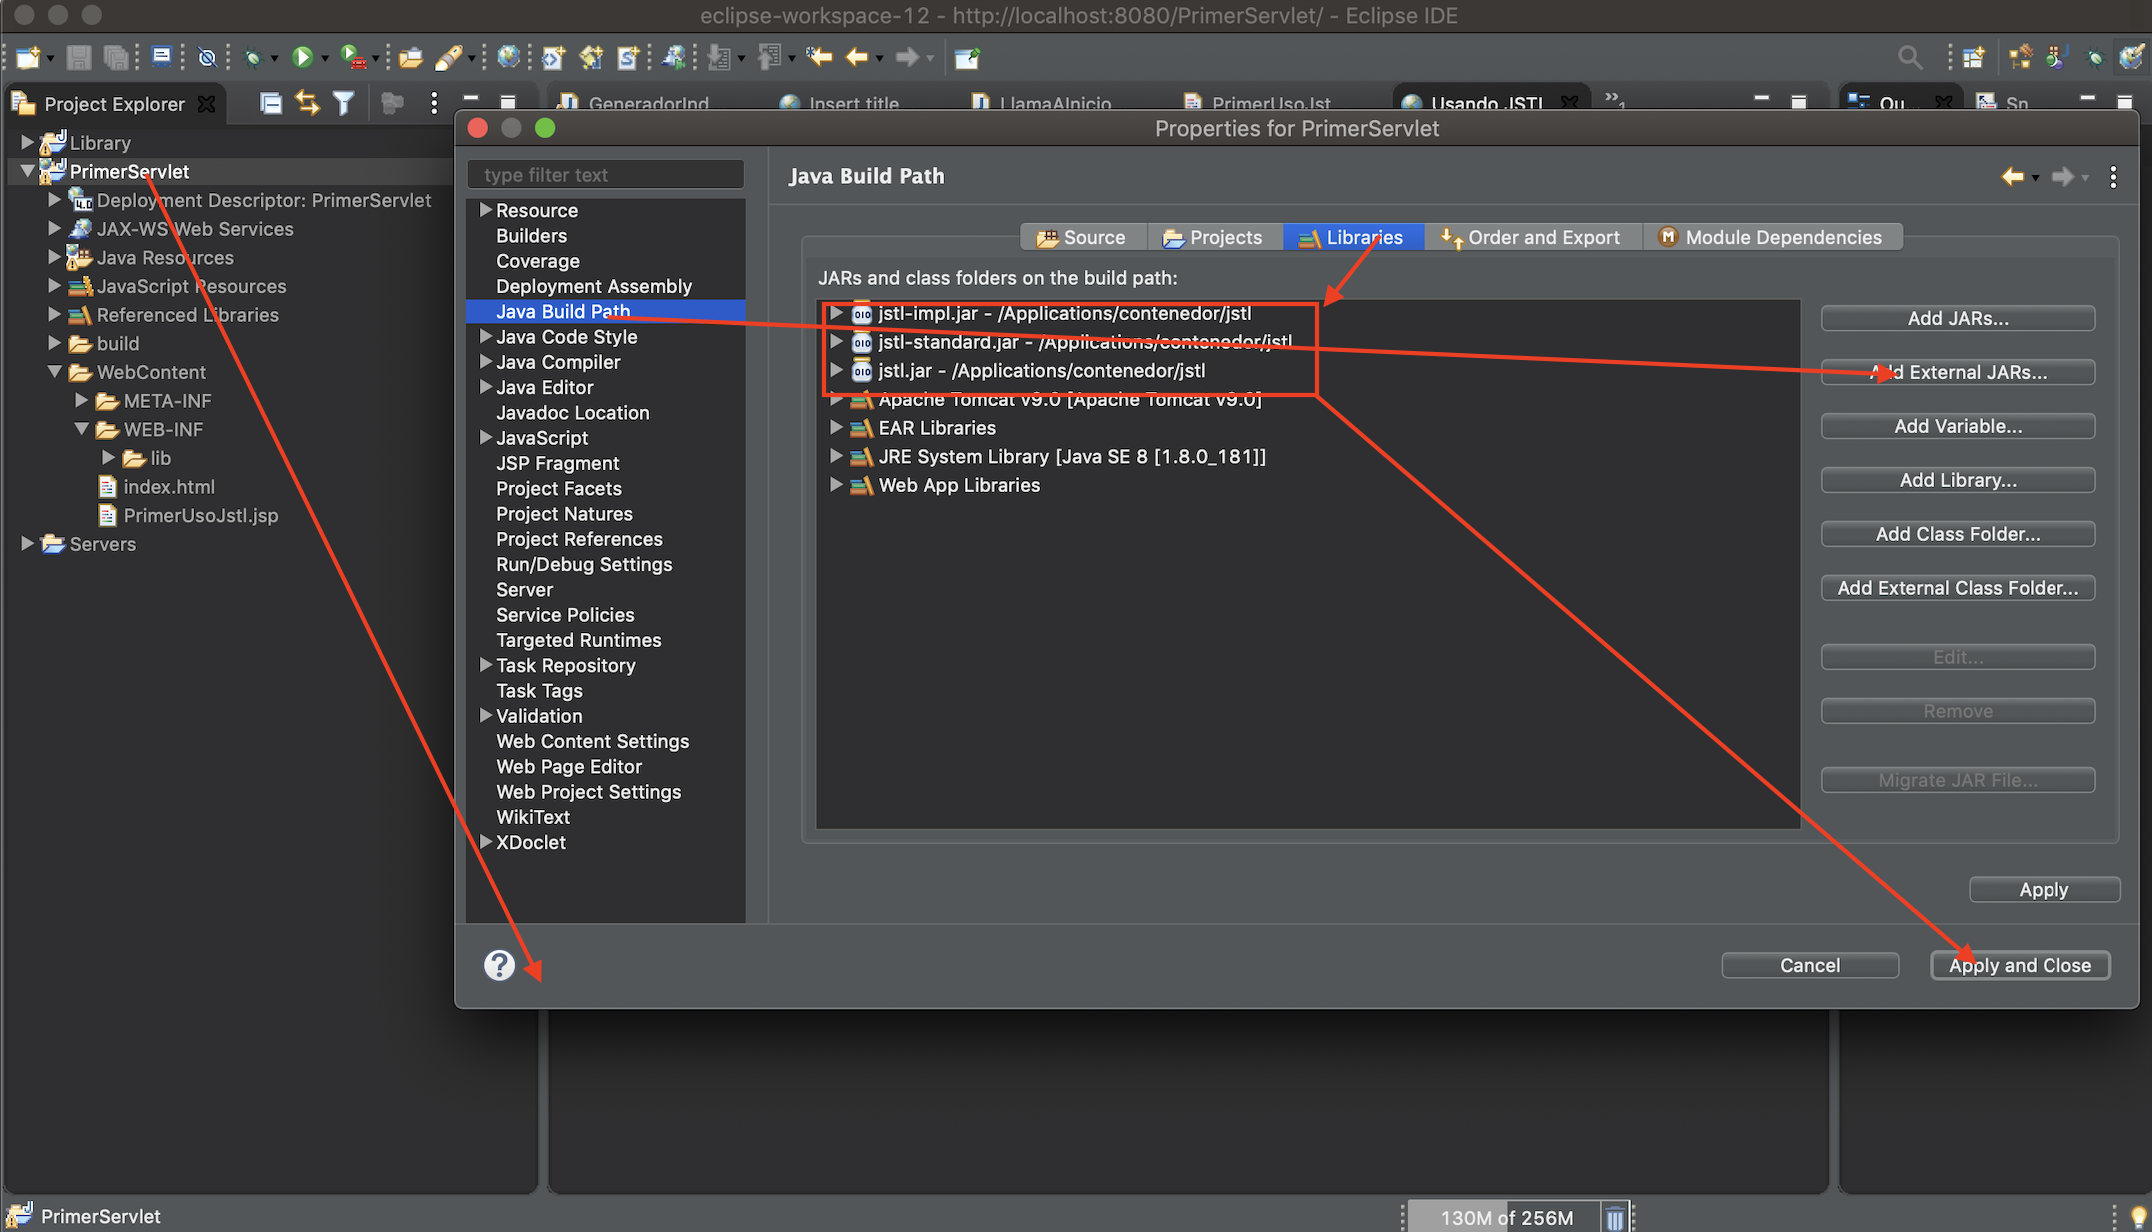 eclipse-workspace-12 - http://localhost:8080/PrimerServlet/ - Eclipse IDE
Project Explorer
GeneradorInd
Insert title
LlamaAInicio
PrimerUsoJst
Usando JSTL
»1
Ou...
Sn
Library
PrimerServlet
Deployment Descriptor: PrimerServlet
JAX-WS Web Services
Java Resources
JavaScript Resources
Referenced Libraries
build
WebContent
META-INF
WEB-INF
lib
index.html
PrimerUsoJstl.jsp
Servers
Properties for PrimerServlet
type filter text
Resource
Builders
Coverage
Deployment Assembly
Java Build Path
Java Code Style
Java Compiler
Java Editor
Javadoc Location
JavaScript
JSP Fragment
Project Facets
Project Natures
Project References
Run/Debug Settings
Server
Service Policies
Targeted Runtimes
Task Repository
Task Tags
Validation
Web Content Settings
Web Page Editor
Web Project Settings
WikiText
XDoclet
Java Build Path
Source
Projects
Libraries
Order and Export
Module Dependencies
JARs and class folders on the build path:
jstl-impl.jar - /Applications/contenedor/jstl
jstl-standard.jar - /Applications/contenedor/jstl
jstl.jar - /Applications/contenedor/jstl
Apache Tomcat v9.0 [Apache Tomcat v9.0]
EAR Libraries
JRE System Library [Java SE 8 [1.8.0_181]]
Web App Libraries
Add JARs...
Add External JARs...
Add Variable...
Add Library...
Add Class Folder...
Add External Class Folder...
Edit...
Remove
Migrate JAR File...
Apply
Cancel
Apply and Close
PrimerServlet
130M of 256M